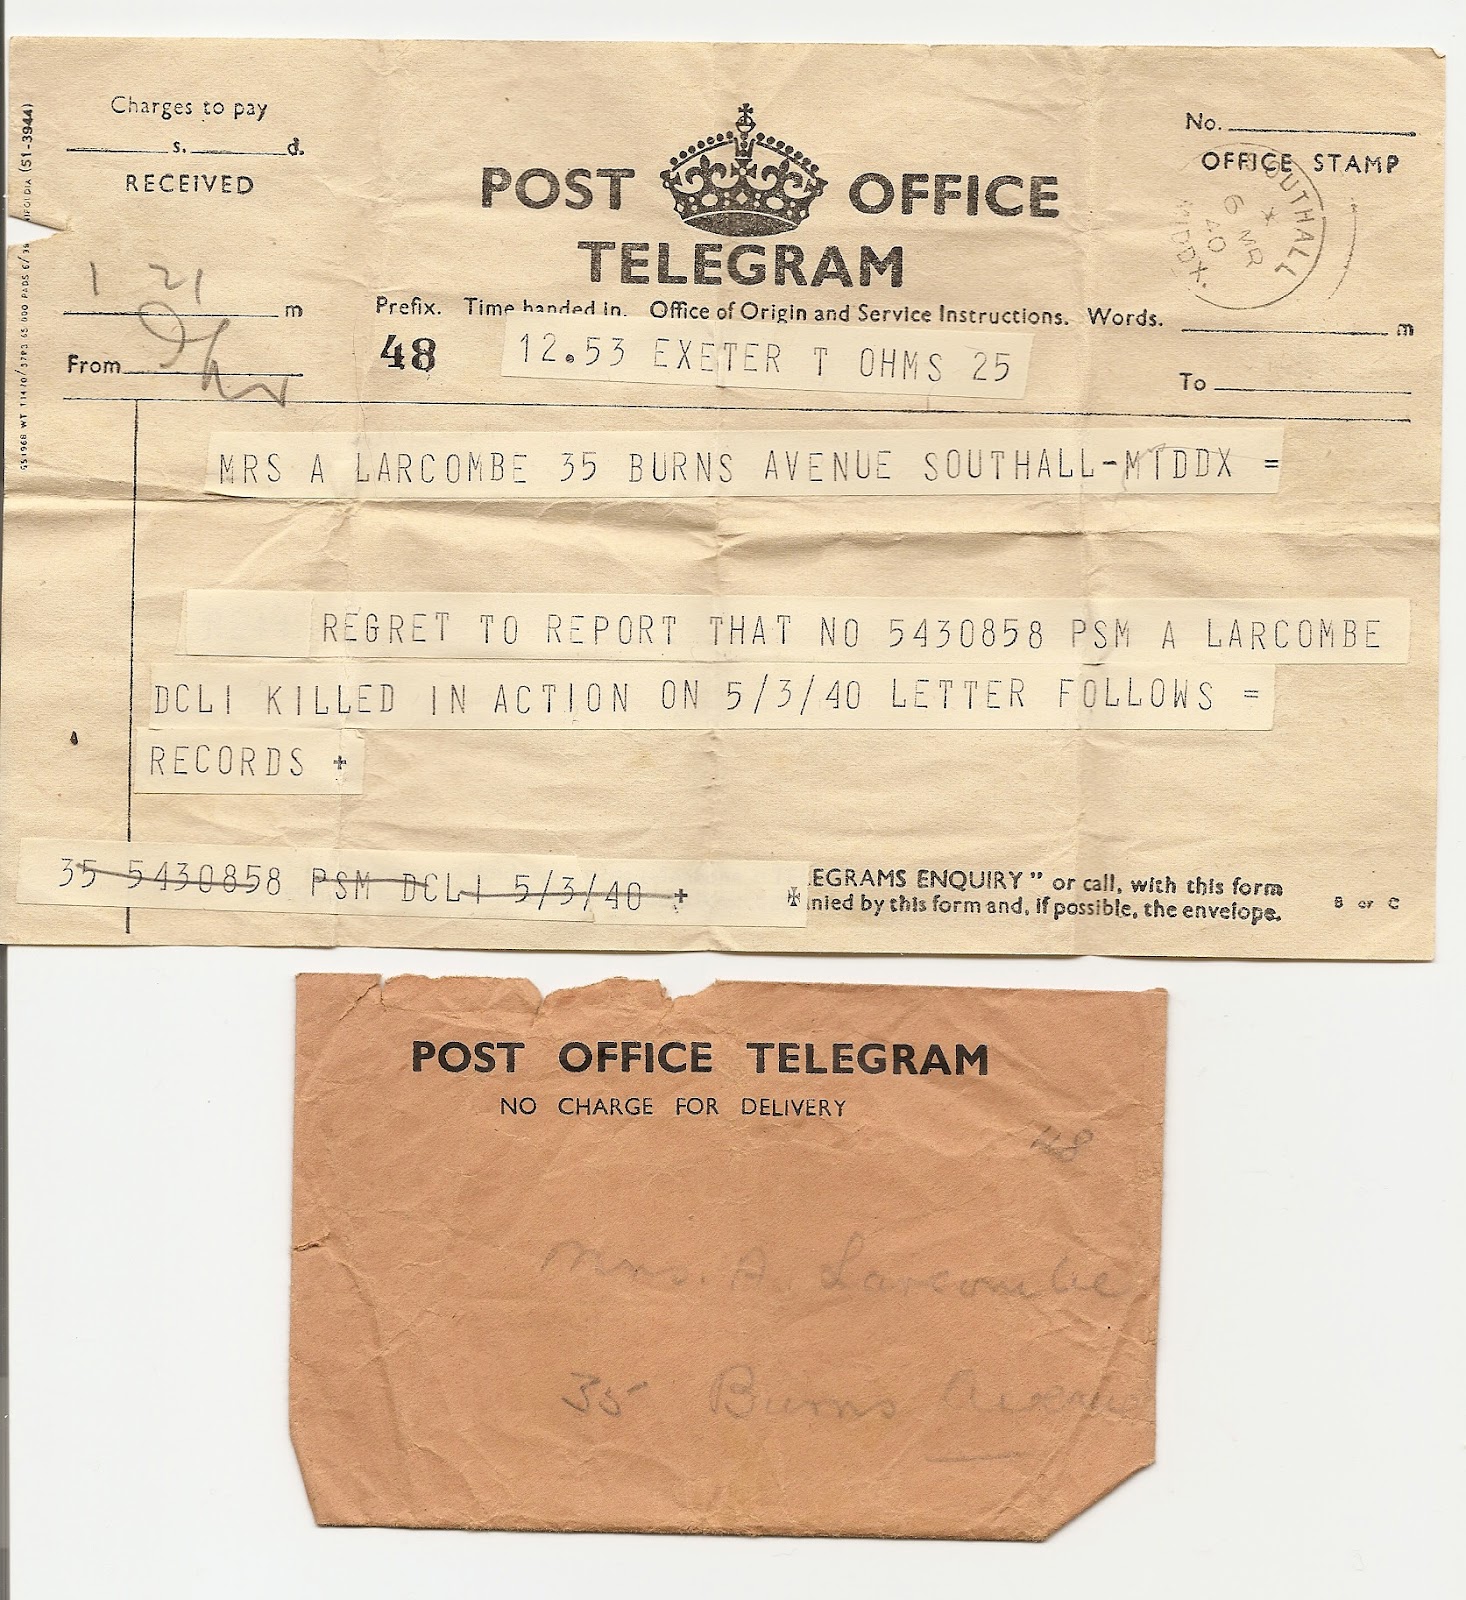 Charges to pay
s. d.
RECEIVED
No.
OFFICE STAMP
POST OFFICE
TELEGRAM
SOUTHALL
MIDDX.
6 MR
40
1 21
m
Prefix. Time handed in. Office of Origin and Service Instructions. Words.
m
48
12.53 EXETER T OHMS 25
From
To
MRS A LARCOMBE 35 BURNS AVENUE SOUTHALL-MIDDX =
REGRET TO REPORT THAT NO 5430858 PSM A LARCOMBE
DCLI KILLED IN ACTION ON 5/3/40 LETTER FOLLOWS =
RECORDS +
35 5430858 PSM DCLI 5/3/40 +
EGRAMS ENQUIRY" or call, with this form
nied by this form and, if possible, the envelope.
B or C
(51-3944)
POST OFFICE TELEGRAM
NO CHARGE FOR DELIVERY
48
Mrs. A. Larcombe
35 Burns Avenue